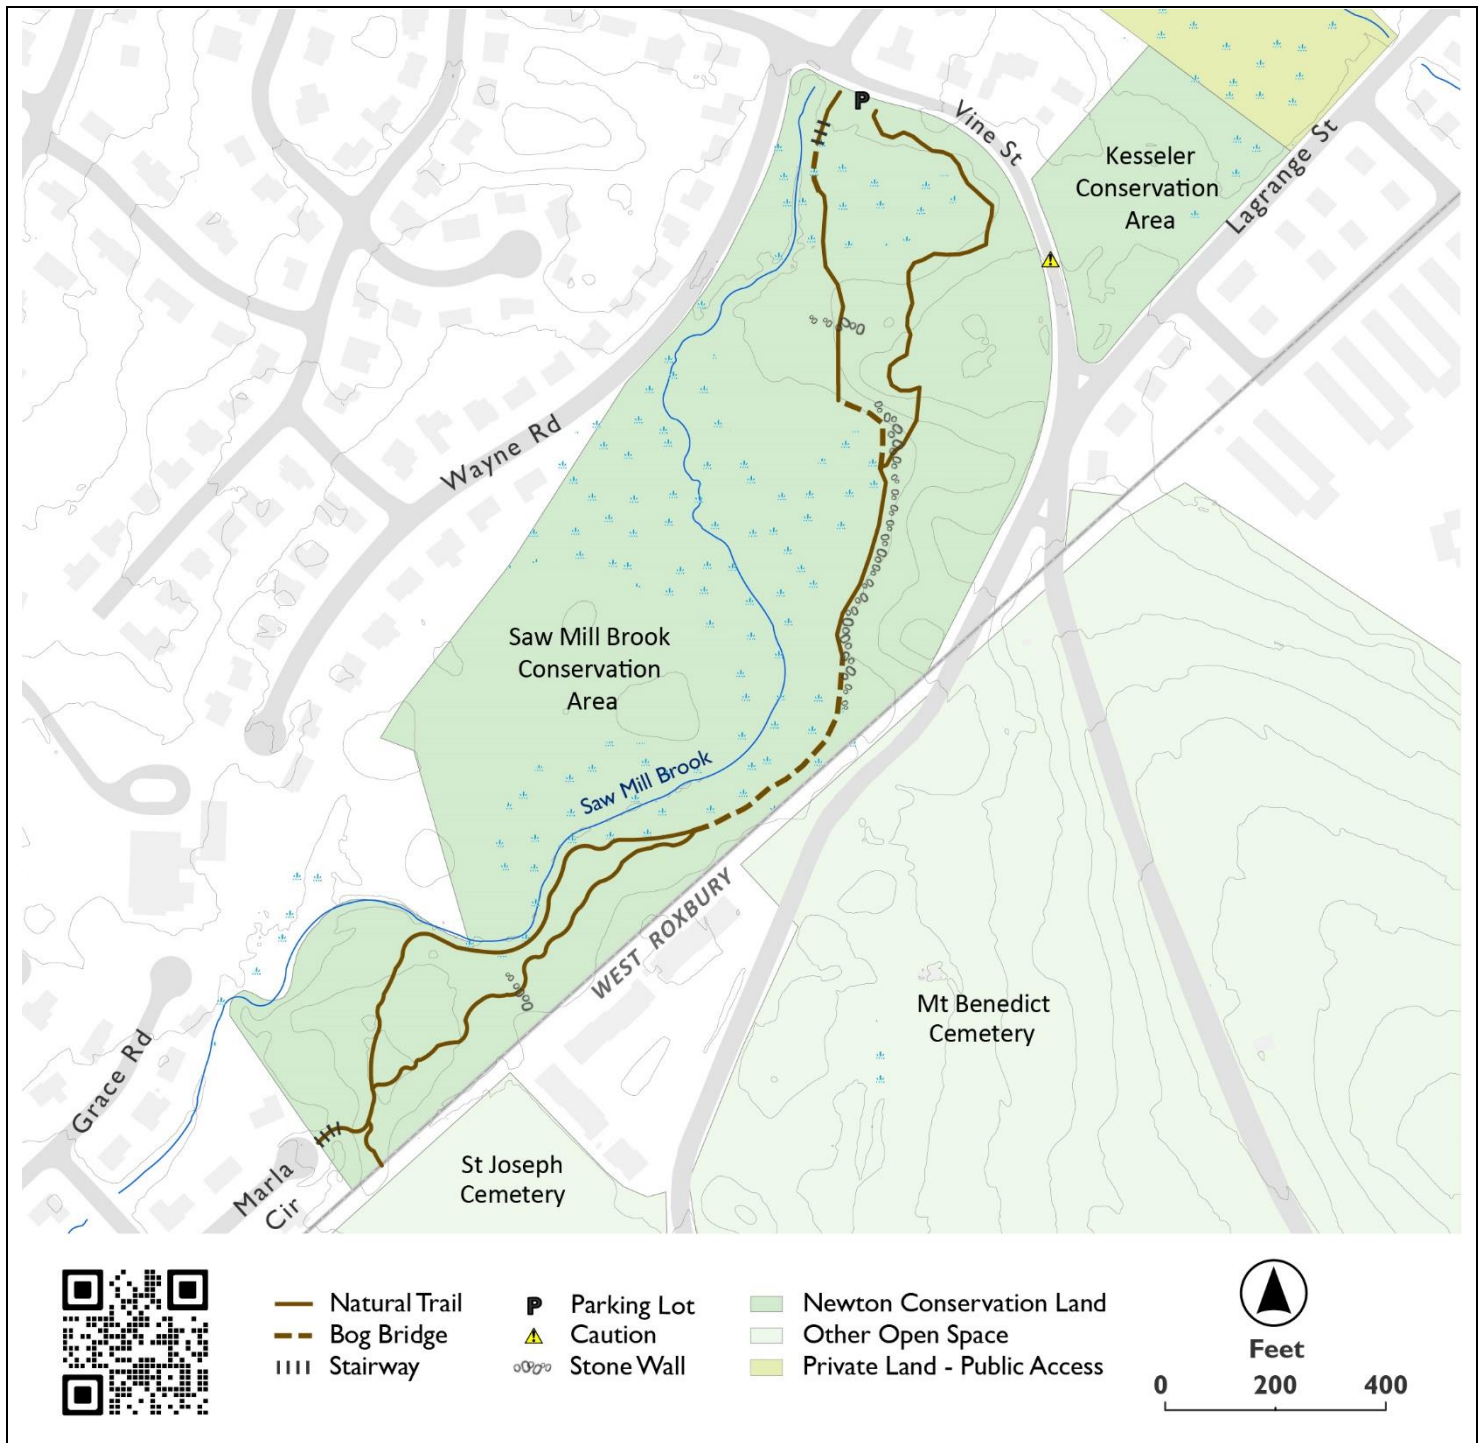 P
Vine St
Kesseler
Conservation
Area
Lagrange St
Wayne Rd
Saw Mill Brook
Conservation
Area
Saw Mill Brook
WEST ROXBURY
Mt Benedict
Cemetery
Grace Rd
Marla
Cir
St Joseph
Cemetery
Natural Trail
Bog Bridge
Stairway
P Parking Lot
Caution
Stone Wall
Newton Conservation Land
Other Open Space
Private Land - Public Access
Feet
0 200 400